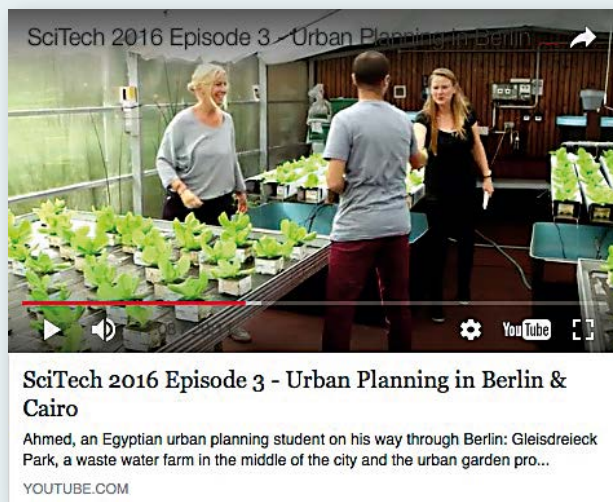 SciTech 2016 Episode 3 - Urban Planning in Berlin ...
YouTube
SciTech 2016 Episode 3 - Urban Planning in Berlin &
Cairo
Ahmed, an Egyptian urban planning student on his way through Berlin: Gleisdreieck
Park, a waste water farm in the middle of the city and the urban garden pro...
YOUTUBE.COM